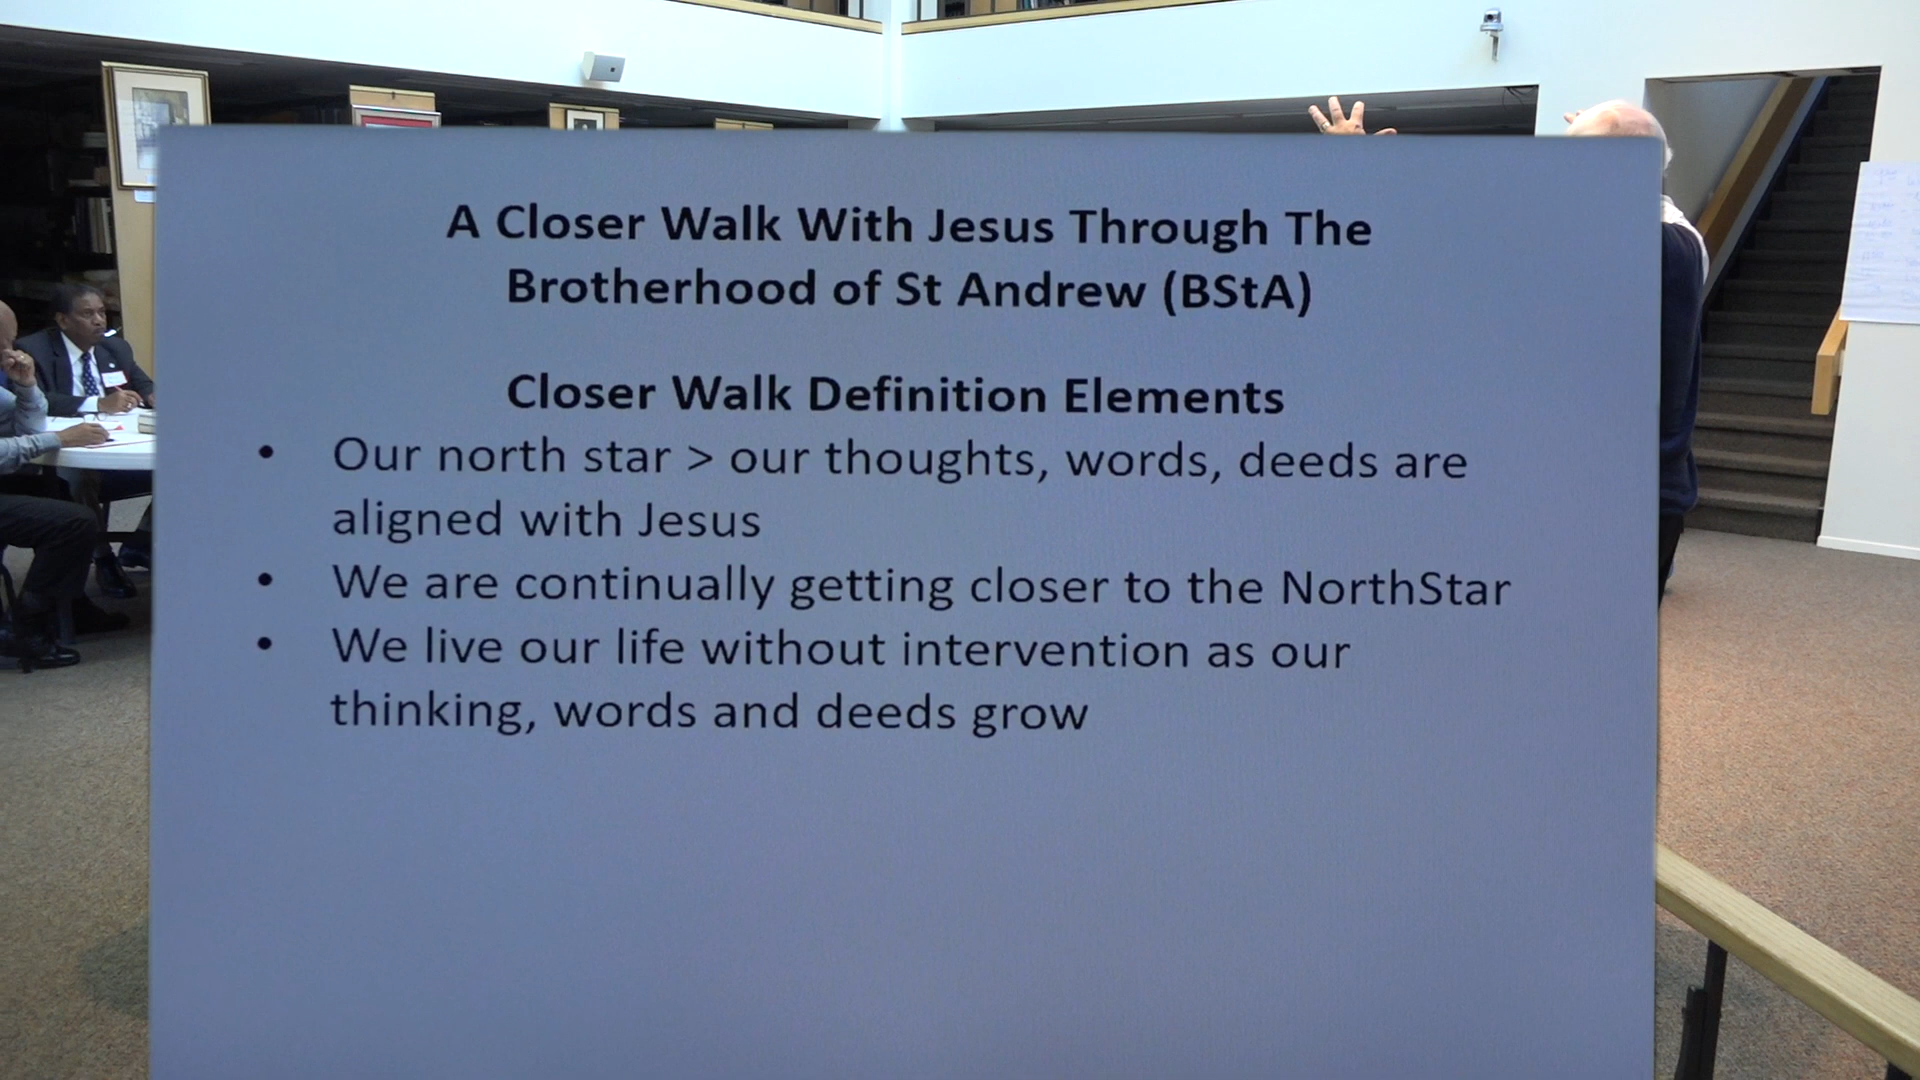 A Closer Walk With Jesus Through The
Brotherhood of St Andrew (BStA)
Closer Walk Definition Elements
• Our north star > our thoughts, words, deeds are
aligned with Jesus
• We are continually getting closer to the NorthStar
• We live our life without intervention as our
thinking, words and deeds grow